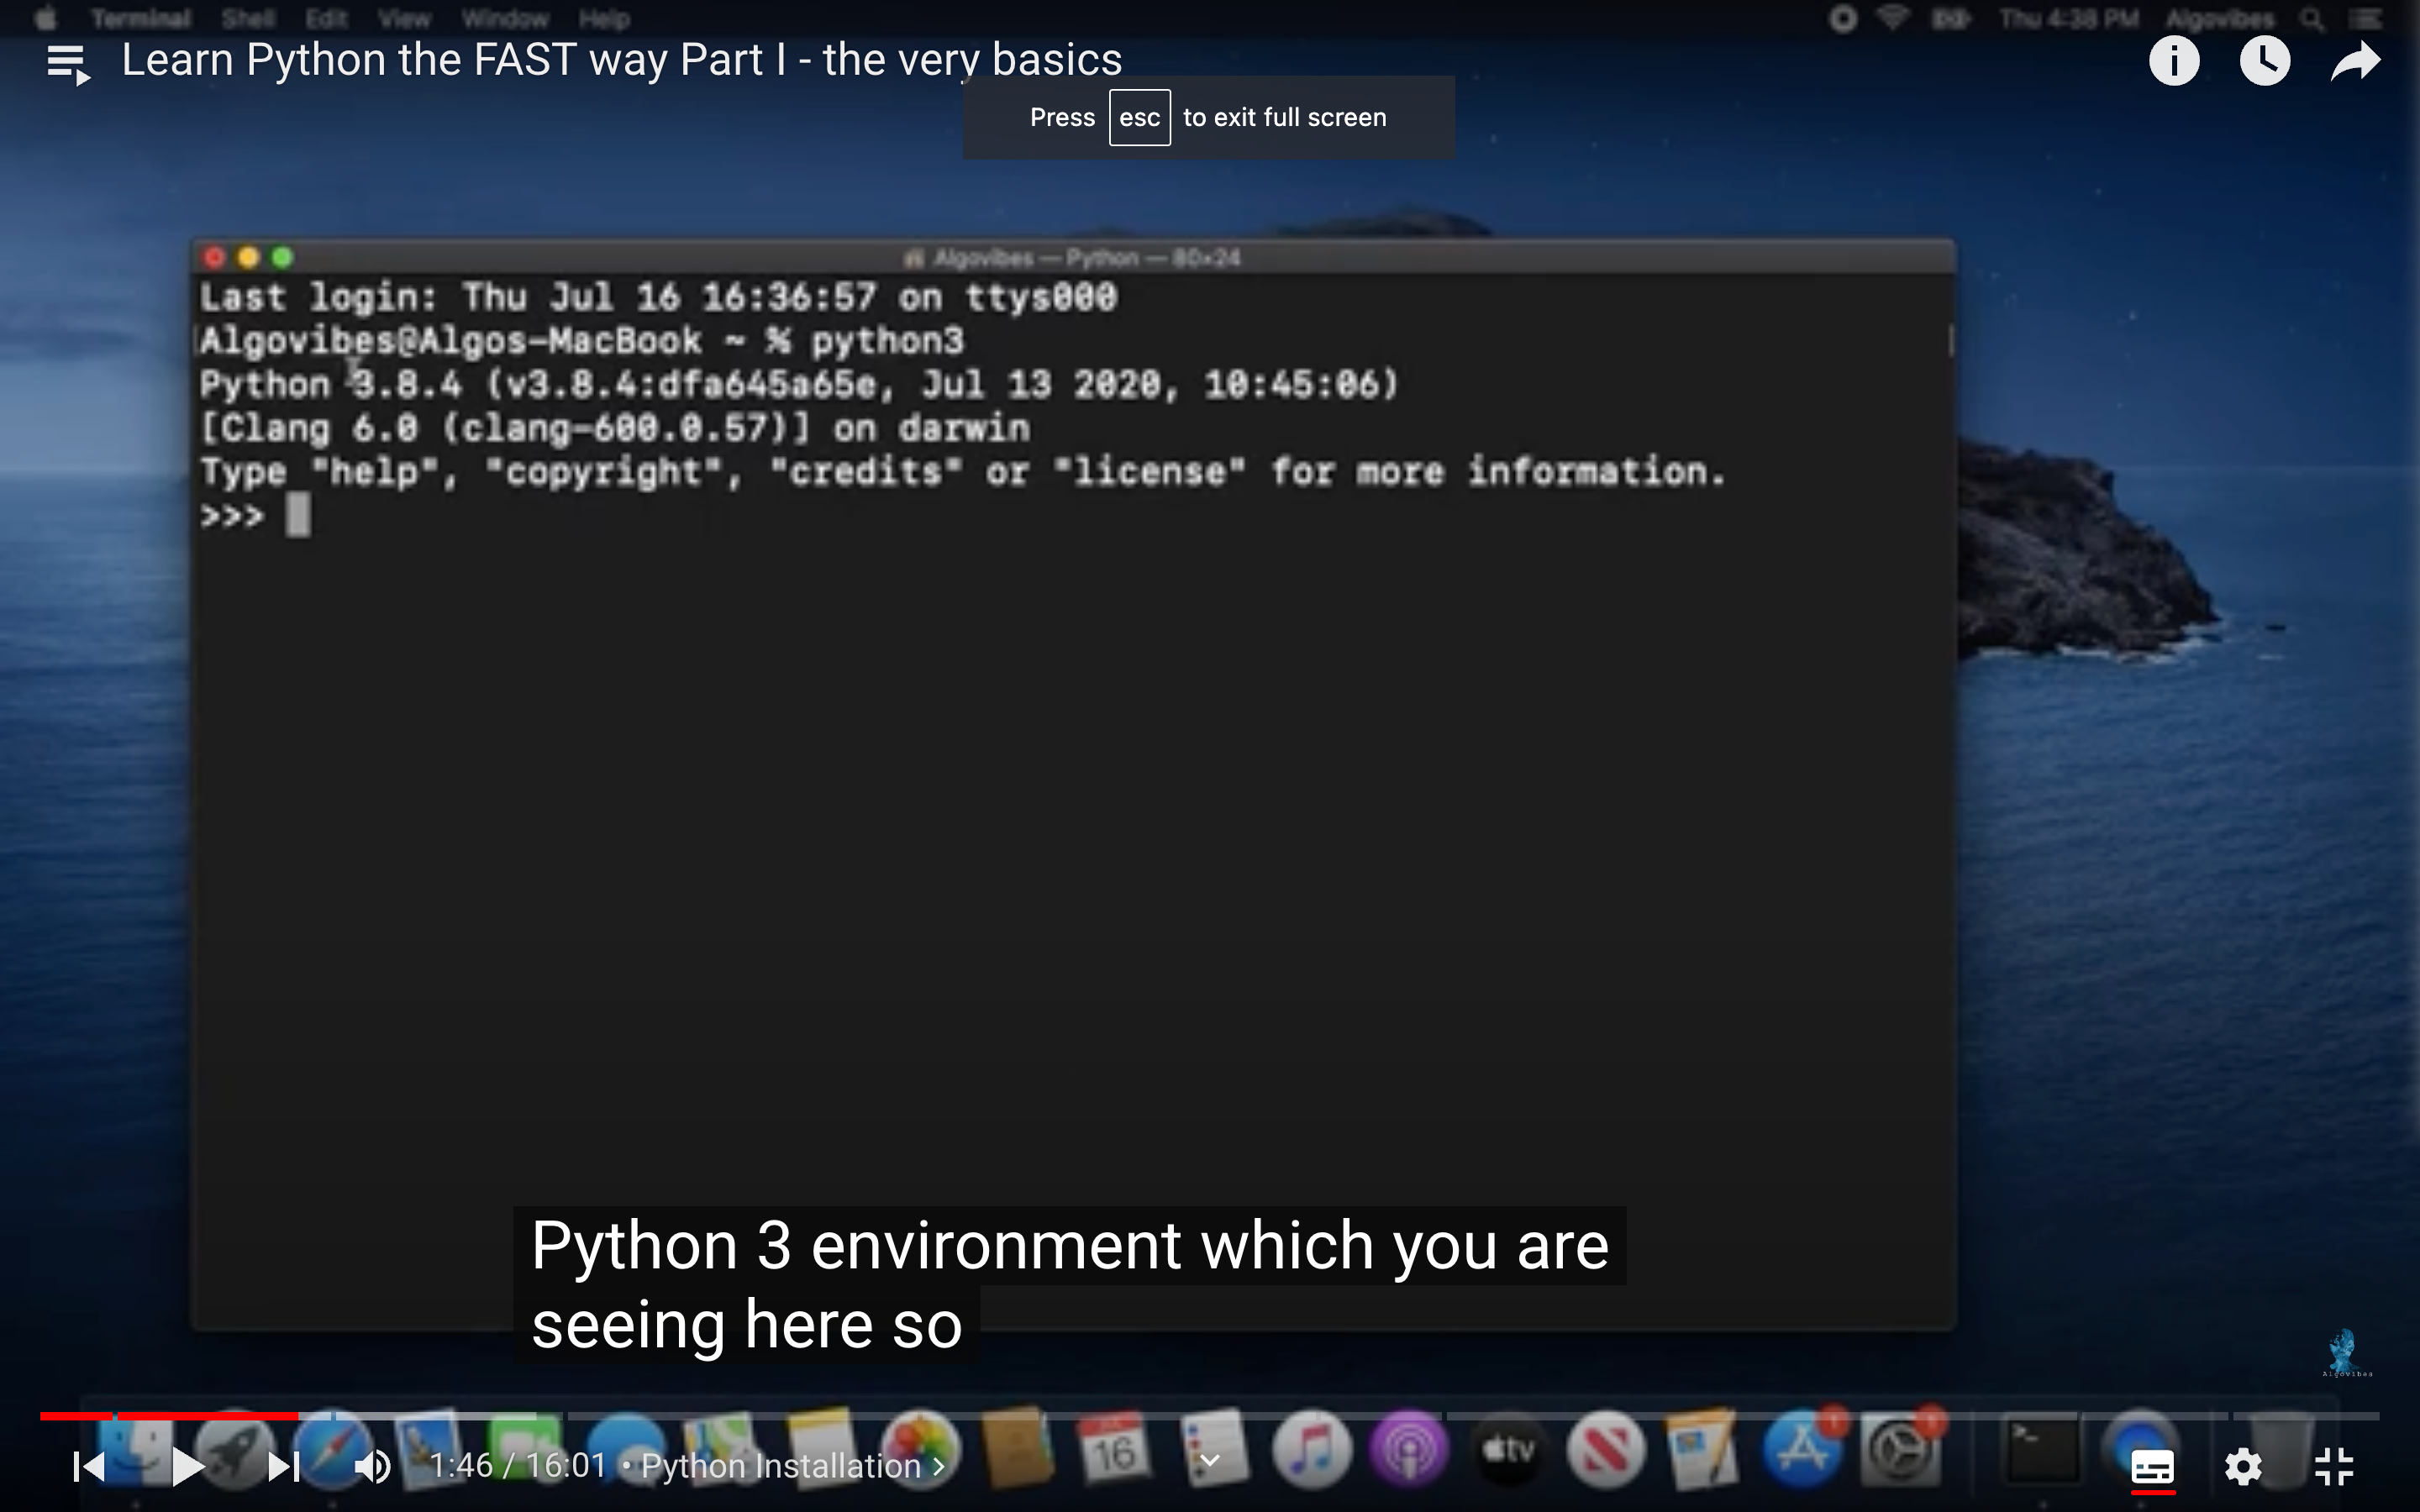 Terminal Shell Edit View Window Help
Thu 4:38 PM Algovibes
Learn Python the FAST way Part I - the very basics
Press esc to exit full screen
Algovibes — Python — 80×24
Last login: Thu Jul 16 16:36:57 on ttys000
Algovibes@Algos-MacBook ~ % python3
Python 3.8.4 (v3.8.4:dfa645a65e, Jul 13 2020, 10:45:06)
[Clang 6.0 (clang-600.0.57)] on darwin
Type "help", "copyright", "credits" or "license" for more information.
>>>
Python 3 environment which you are
seeing here so
Algovibes
16
tv
1:46 / 16:01 • Python Installation >